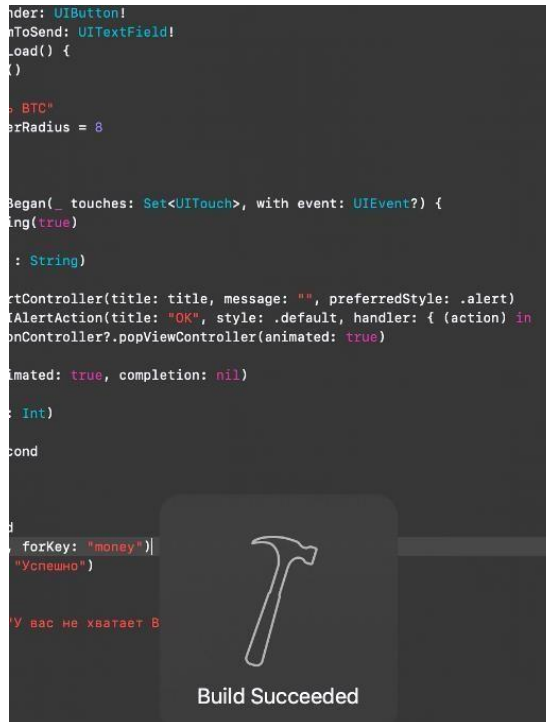 nder: UIButton!
mToSend: UITextField!
Load() {
()
ь BTC"
erRadius = 8
Began(_ touches: Set<UITouch>, with event: UIEvent?) {
ing(true)
: String)
rtController(title: title, message: "", preferredStyle: .alert)
IAlertAction(title: "OK", style: .default, handler: { (action) in
onController?.popViewController(animated: true)
imated: true, completion: nil)
: Int)
cond
d
, forKey: "money")
"Успешно")
"У вас не хватает B
Build Succeeded